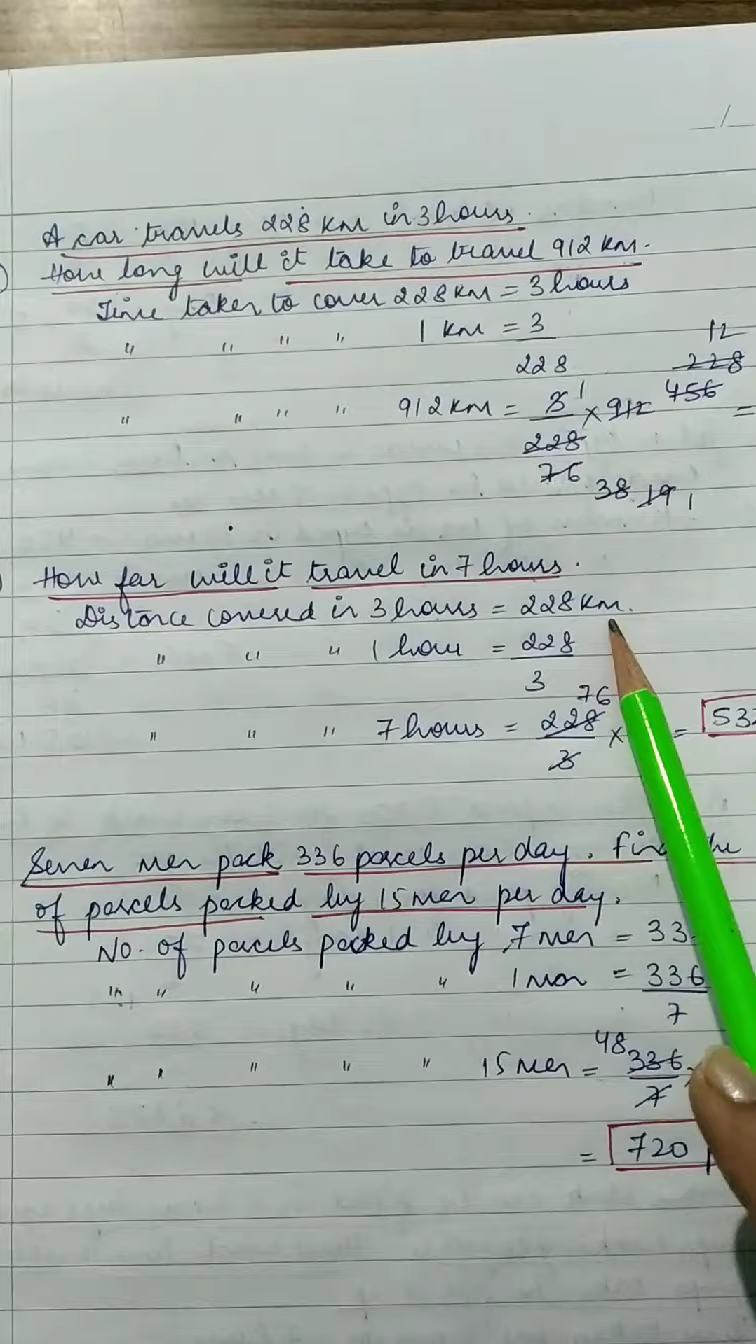 A car travels 228 km in 3 hours.
How long will it take to travel 912 km.
Time taken to cover 228 km = 3 hours
" " " " 1 km = 3
228
12
228
" " " " 912 km = 3 1 × 912 456 =
228
76 38 19 1
How far will it travel in 7 hours.
Distance covered in 3 hours = 228 km.
" " " 1 hour = 228
3
76
" " " 7 hours = 228 × = 532
3
Seven men pack 336 parcels per day. Find the
of parcels packed by 15 men per day.
No. of parcels packed by 7 men = 33
" " " " " 1 man = 336
7
" " " " " 15 men = 48 336
7
= 720